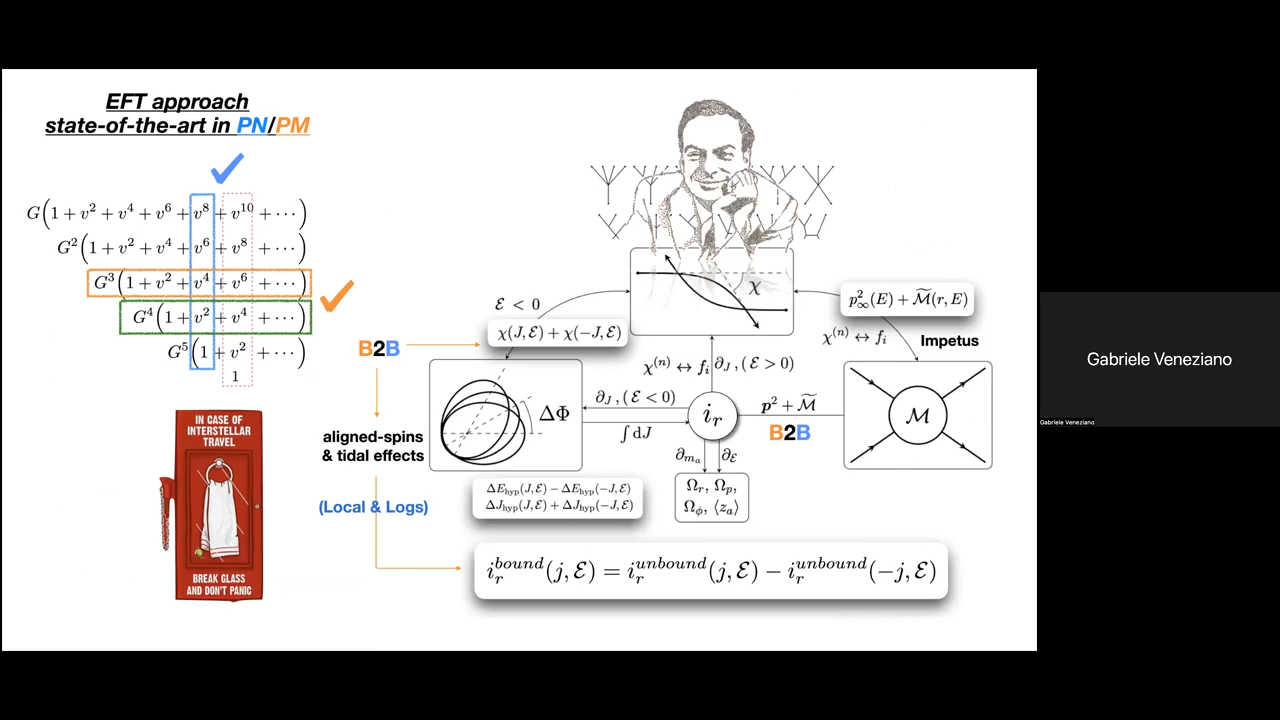 EFT approach
state-of-the-art in PN/PM
G(1 + v² + v⁴ + v⁶ + v⁸ + v¹⁰ + ⋯)
G²(1 + v² + v⁴ + v⁶ + v⁸ + ⋯)
G³(1 + v² + v⁴ + v⁶ + ⋯)
G⁴(1 + v² + v⁴ + ⋯)
G⁵(1 + v² + ⋯)
1
IN CASE OF
INTERSTELLAR
TRAVEL
BREAK GLASS
AND DON'T PANIC
B2B
aligned-spins
& tidal effects
(Local & Logs)
ℰ < 0
χ(J,ℰ) + χ(−J,ℰ)
χ
p²∞(E) + ℳ̃(r, E)
χ⁽ⁿ⁾ ↔ fᵢ
Impetus
χ⁽ⁿ⁾ ↔ fᵢ
∂J , (ℰ > 0)
ΔΦ
∂J , (ℰ < 0)
∫ dJ
iᵣ
p² + ℳ̃
B2B
ℳ
∂mₐ
∂ℰ
Ωᵣ, Ωₚ,
Ω_ϕ, ⟨zₐ⟩
ΔE_hyp(J,ℰ) − ΔE_hyp(−J,ℰ)
ΔJ_hyp(J,ℰ) + ΔJ_hyp(−J,ℰ)
iᵣ^bound(j, ℰ) = iᵣ^unbound(j, ℰ) − iᵣ^unbound(−j, ℰ)
Gabriele Veneziano
Gabriele Veneziano